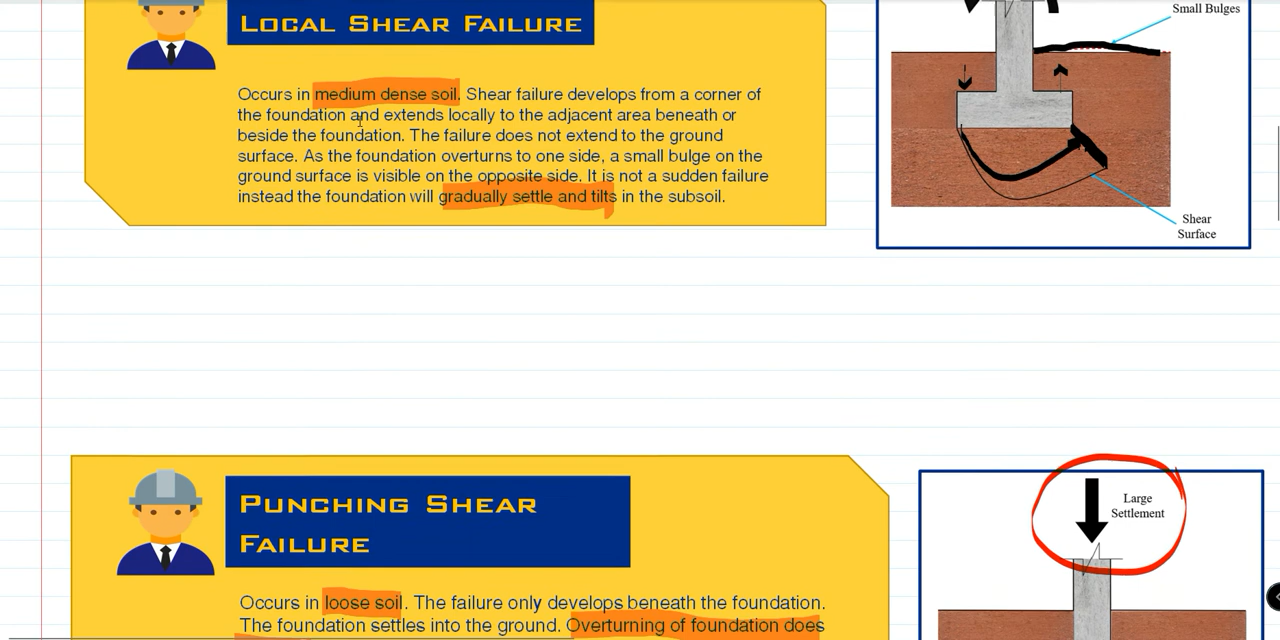 LOCAL SHEAR FAILURE
Small Bulges
Occurs in medium dense soil. Shear failure develops from a corner of
the foundation and extends locally to the adjacent area beneath or
beside the foundation. The failure does not extend to the ground
surface. As the foundation overturns to one side, a small bulge on the
ground surface is visible on the opposite side. It is not a sudden failure
instead the foundation will gradually settle and tilts in the subsoil.
Shear
Surface
PUNCHING SHEAR
FAILURE
Large
Settlement
Occurs in loose soil. The failure only develops beneath the foundation.
The foundation settles into the ground. Overturning of foundation does